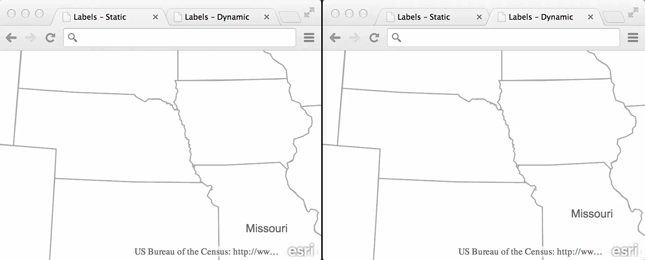 Labels - Static
Labels - Dynamic
Missouri
US Bureau of the Census: http://ww...
esri
Labels - Static
Labels - Dynamic
Missouri
US Bureau of the Census: http://ww...
esri